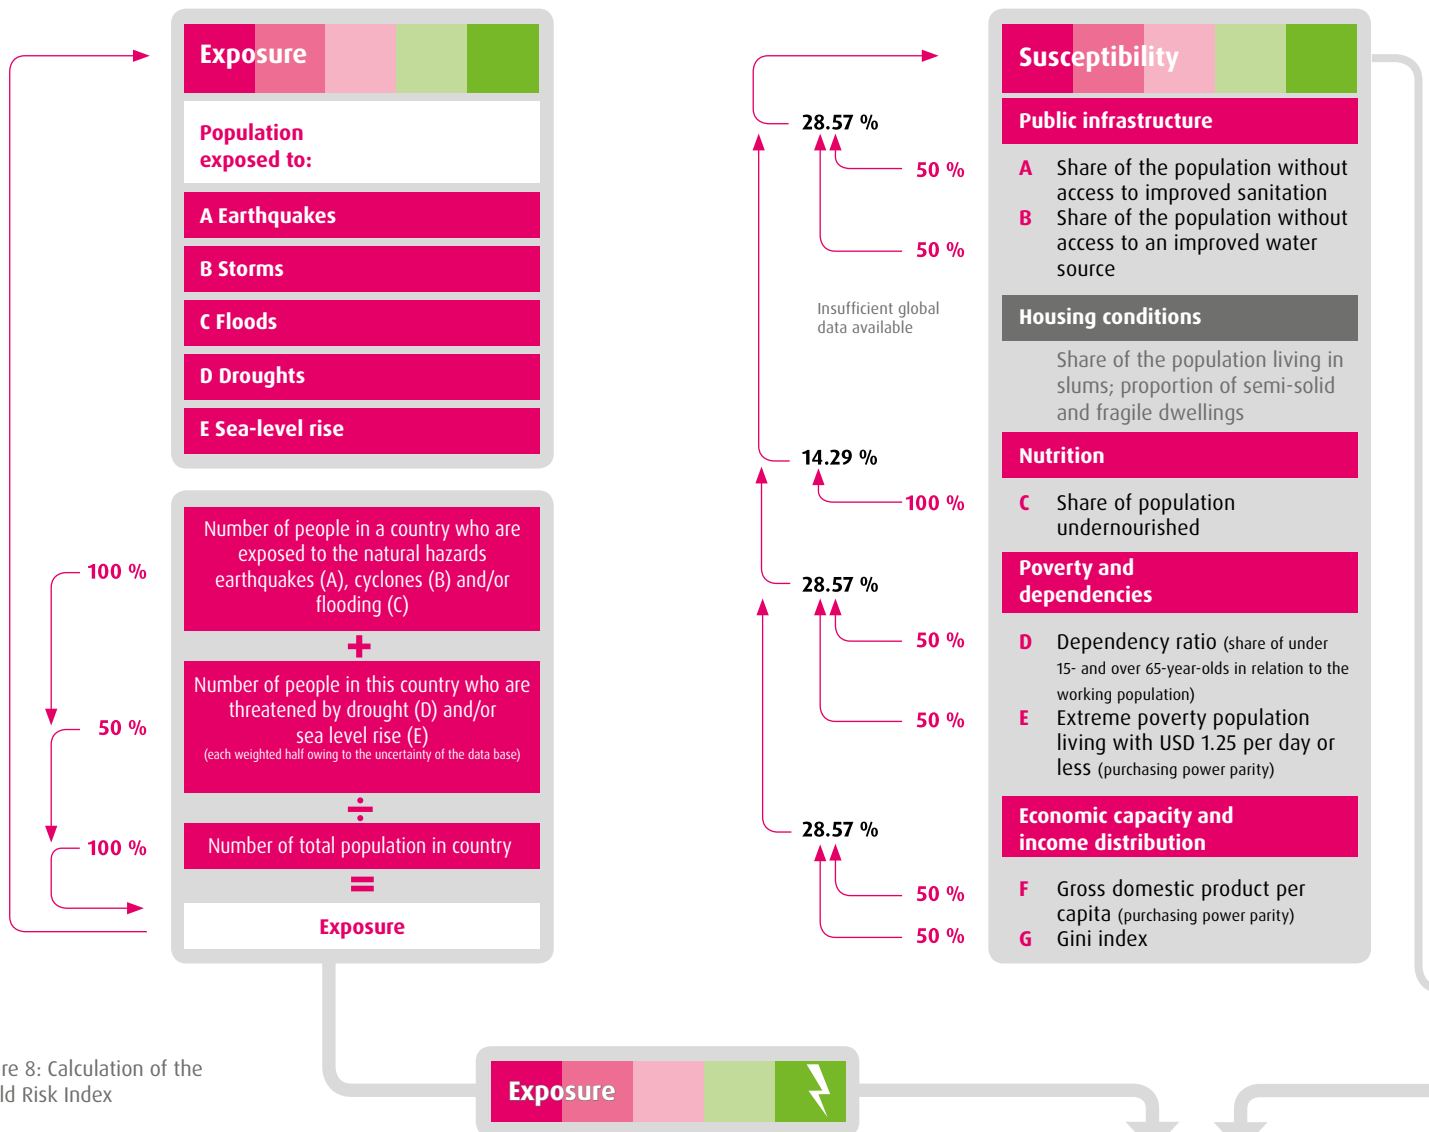 Exposure
Population
exposed to:
A Earthquakes
B Storms
C Floods
D Droughts
E Sea-level rise
100 %
50 %
100 %
Number of people in a country who are
exposed to the natural hazards
earthquakes (A), cyclones (B) and/or
flooding (C)
+
Number of people in this country who are
threatened by drought (D) and/or
sea level rise (E)
(each weighted half owing to the uncertainty of the data base)
÷
Number of total population in country
=
Exposure
28.57 %
50 %
50 %
Insufficient global
data available
14.29 %
100 %
28.57 %
50 %
50 %
28.57 %
50 %
50 %
Susceptibility
Public infrastructure
A Share of the population without
access to improved sanitation
B Share of the population without
access to an improved water
source
Housing conditions
Share of the population living in
slums; proportion of semi-solid
and fragile dwellings
Nutrition
C Share of population
undernourished
Poverty and
dependencies
D Dependency ratio (share of under
15- and over 65-year-olds in relation to the
working population)
E Extreme poverty population
living with USD 1.25 per day or
less (purchasing power parity)
Economic capacity and
income distribution
F Gross domestic product per
capita (purchasing power parity)
G Gini index
re 8: Calculation of the
ld Risk Index
Exposure